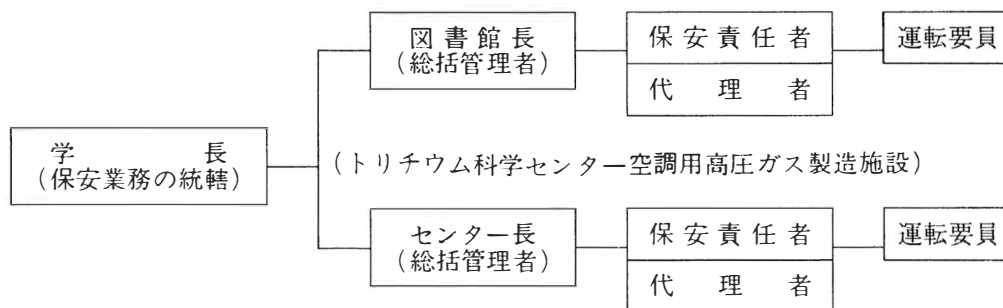 図書館長
(総括管理者)
保安責任者
代理者
運転要員
学長
(保安業務の統轄)
(トリチウム科学センター空調用高圧ガス製造施設)
センター長
(総括管理者)
保安責任者
代理者
運転要員